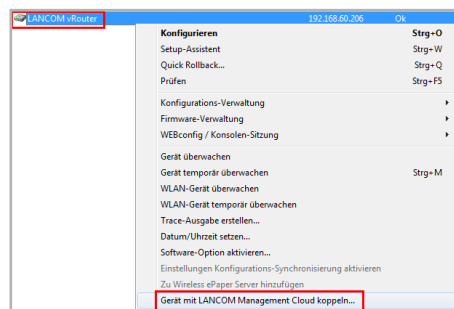 LANCOM vRouter 192.168.60.206 Ok
Konfigurieren Strg+O
Setup-Assistent Strg+W
Quick Rollback... Strg+Q
Prüfen Strg+F5
Konfigurations-Verwaltung
Firmware-Verwaltung
WEBconfig / Konsolen-Sitzung
Gerät überwachen
Gerät temporär überwachen Strg+M
WLAN-Gerät überwachen
WLAN-Gerät temporär überwachen
Trace-Ausgabe erstellen...
Datum/Uhrzeit setzen...
Software-Option aktivieren...
Einstellungen Konfigurations-Synchronisierung aktivieren
Zu Wireless ePaper Server hinzufügen
Gerät mit LANCOM Management Cloud koppeln...